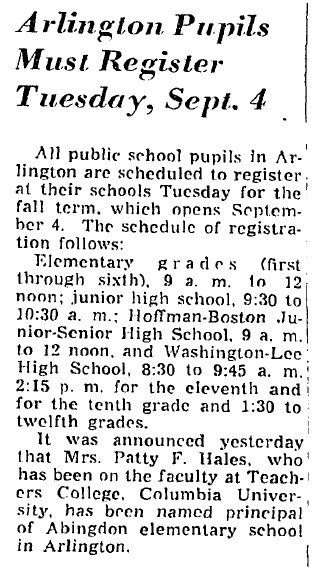 Arlington Pupils
Must Register
Tuesday, Sept. 4
All public school pupils in Ar-
lington are scheduled to register
at their schools Tuesday for the
fall term, which opens Septem-
ber 4. The schedule of registra-
tion follows:
Elementary grades (first
through sixth), 9 a. m. to 12
noon; junior high school, 9:30 to
10:30 a. m.; Hoffman-Boston Ju-
nior-Senior High School, 9 a. m.
to 12 noon, and Washington-Lee
High School, 8:30 to 9:45 a. m.
2:15 p. m. for the eleventh and
for the tenth grade and 1:30 to
twelfth grades.
It was announced yesterday
that Mrs. Patty F. Hales, who
has been on the faculty at Teach-
ers College, Columbia Univer-
sity, has been named principal
of Abingdon elementary school
in Arlington.